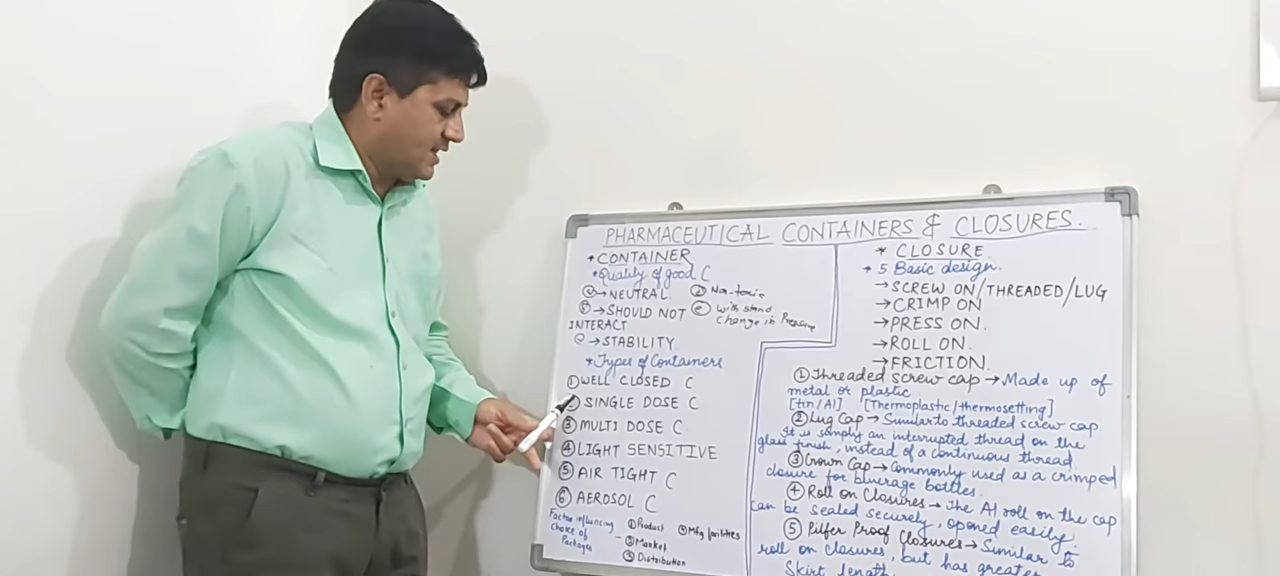 PHARMACEUTICAL CONTAINERS & CLOSURES.
* CONTAINER
* Quality of good C
(a)→ NEUTRAL. (d) Non-toxic
(b)→ SHOULD NOT INTERACT
(e) with stand change in Pressure
(c)→ STABILITY
* Types of Containers
① WELL CLOSED C
② SINGLE DOSE C
③ MULTI DOSE C
④ LIGHT SENSITIVE
⑤ AIR TIGHT C
⑥ AEROSOL C
Factor influencing choice of Packages -
① Product ④ Mfg facilities
② Market
③ Distribution
* CLOSURE
* 5 Basic design.
→ SCREW ON/THREADED/LUG
→ CRIMP ON
→ PRESS ON.
→ ROLL ON.
→ FRICTION.
① Threaded screw cap → Made up of
metal or plastic.
[tin/Al] [Thermoplastic/thermosetting]
② Lug Cap → Similar to threaded screw cap.
It is simply an interrupted thread on the
glass finish, instead of a continuous thread
③ Crown Cap → Commonly used as a crimped
closure for bluerage bottles.
④ Roll on Closures → The Al roll on the cap
can be sealed securely, opened easily.
⑤ Pilfer Proof Closures → Similar to
roll on closures, but has greater
Skirt length.